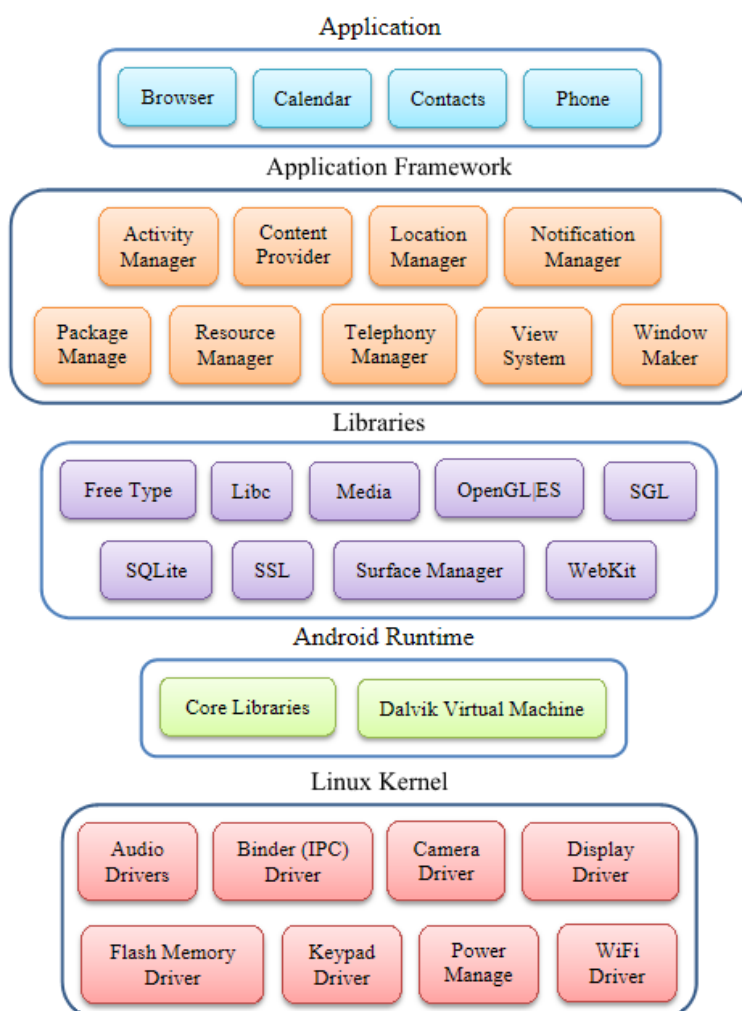 Application
Browser
Calendar
Contacts
Phone
Application Framework
Activity
Manager
Content
Provider
Location
Manager
Notification
Manager
Package
Manage
Resource
Manager
Telephony
Manager
View
System
Window
Maker
Libraries
Free Type
Libc
Media
OpenGL|ES
SGL
SQLite
SSL
Surface Manager
WebKit
Android Runtime
Core Libraries
Dalvik Virtual Machine
Linux Kernel
Audio
Drivers
Binder (IPC)
Driver
Camera
Driver
Display
Driver
Flash Memory
Driver
Keypad
Driver
Power
Manage
WiFi
Driver